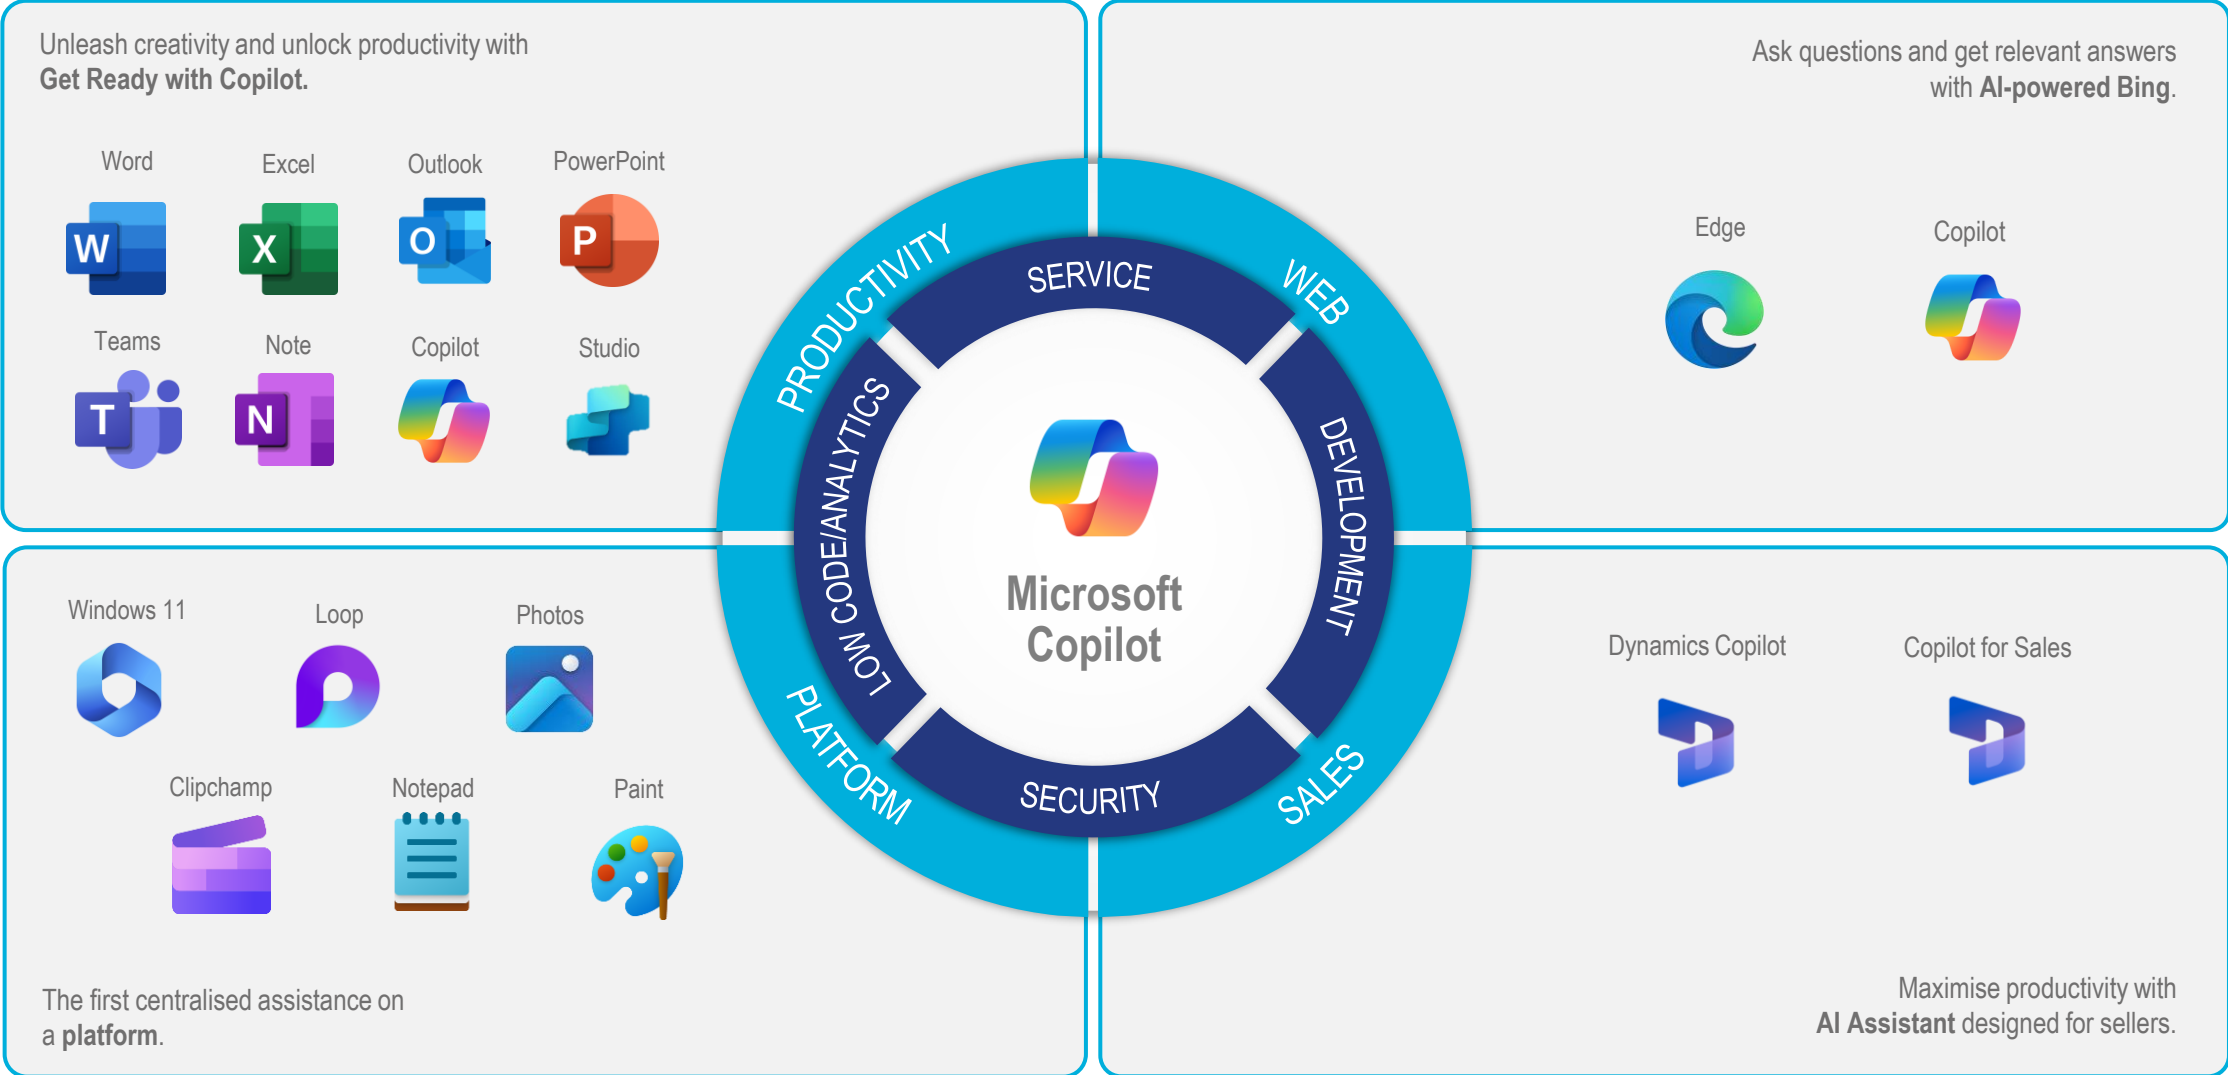 Unleash creativity and unlock productivity with
Get Ready with Copilot.
Word
Excel
Outlook
PowerPoint
W
X
O
P
Teams
Note
Copilot
Studio
T
N
Ask questions and get relevant answers
with AI-powered Bing.
Edge
Copilot
PRODUCTIVITY
WEB
SERVICE
LOW CODE/ANALYTICS
DEVELOPMENT
Microsoft
Copilot
SECURITY
PLATFORM
SALES
Windows 11
Loop
Photos
Clipchamp
Notepad
Paint
The first centralised assistance on
a platform.
Dynamics Copilot
Copilot for Sales
Maximise productivity with
AI Assistant designed for sellers.